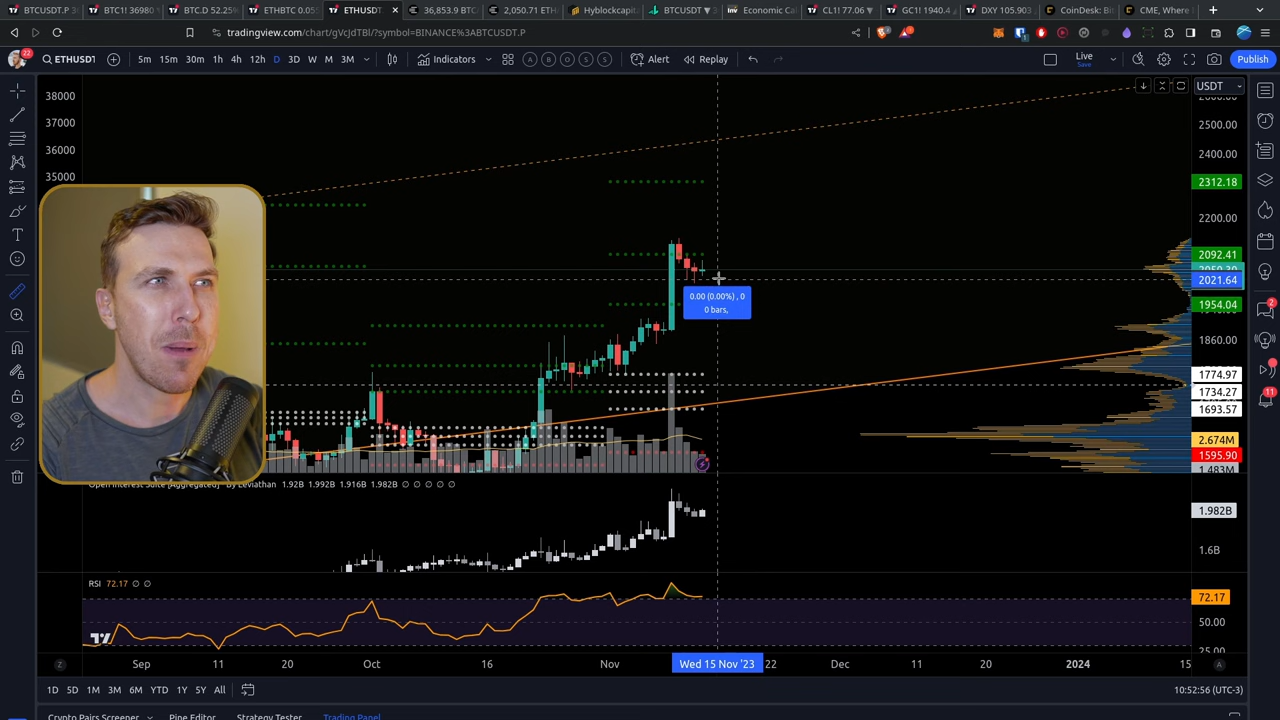 BTCUSDT.P 3
BTC1! 36980
BTC.D 52.25%
ETHBTC 0.055
ETHUSDT
36,853.9 BTC
2,050.71 ETH
Hyblockcapit
BTCUSDT ▼
Economic Cal
CL1! 77.06 ▼
GC1! 1940.4
DXY 105.903
CoinDesk: Bit
CME, Where
tradingview.com/chart/gVcJdTBl/?symbol=BINANCE%3ABTCUSDT.P
22
ETHUSDT
5m 15m 30m 1h 4h 12h D 3D W M 3M
Indicators
A B O S S
Alert
Replay
Live
Save
Publish
USDT
38000
37000
36000
35000
2500.00
2400.00
2312.18
2200.00
2092.41
2021.64
1954.04
1860.00
1774.97
1734.27
1693.57
2.674M
1595.90
1.483M
0.00 (0.00%) , 0
0 bars,
2
11
Open Interest Suite [Aggregated] - By Leviathan 1.92B 1.992B 1.916B 1.982B ∅ ∅ ∅ ∅ ∅
1.982B
1.6B
RSI 72.17 ∅ ∅
72.17
50.00
25.00
Z
Sep 11 20 Oct 16 Nov Wed 15 Nov '23 22 Dec 11 20 2024 15
A
1D 5D 1M 3M 6M YTD 1Y 5Y All
10:52:56 (UTC-3)
Crypto Pairs Screener
Pine Editor
Strategy Tester
Trading Panel